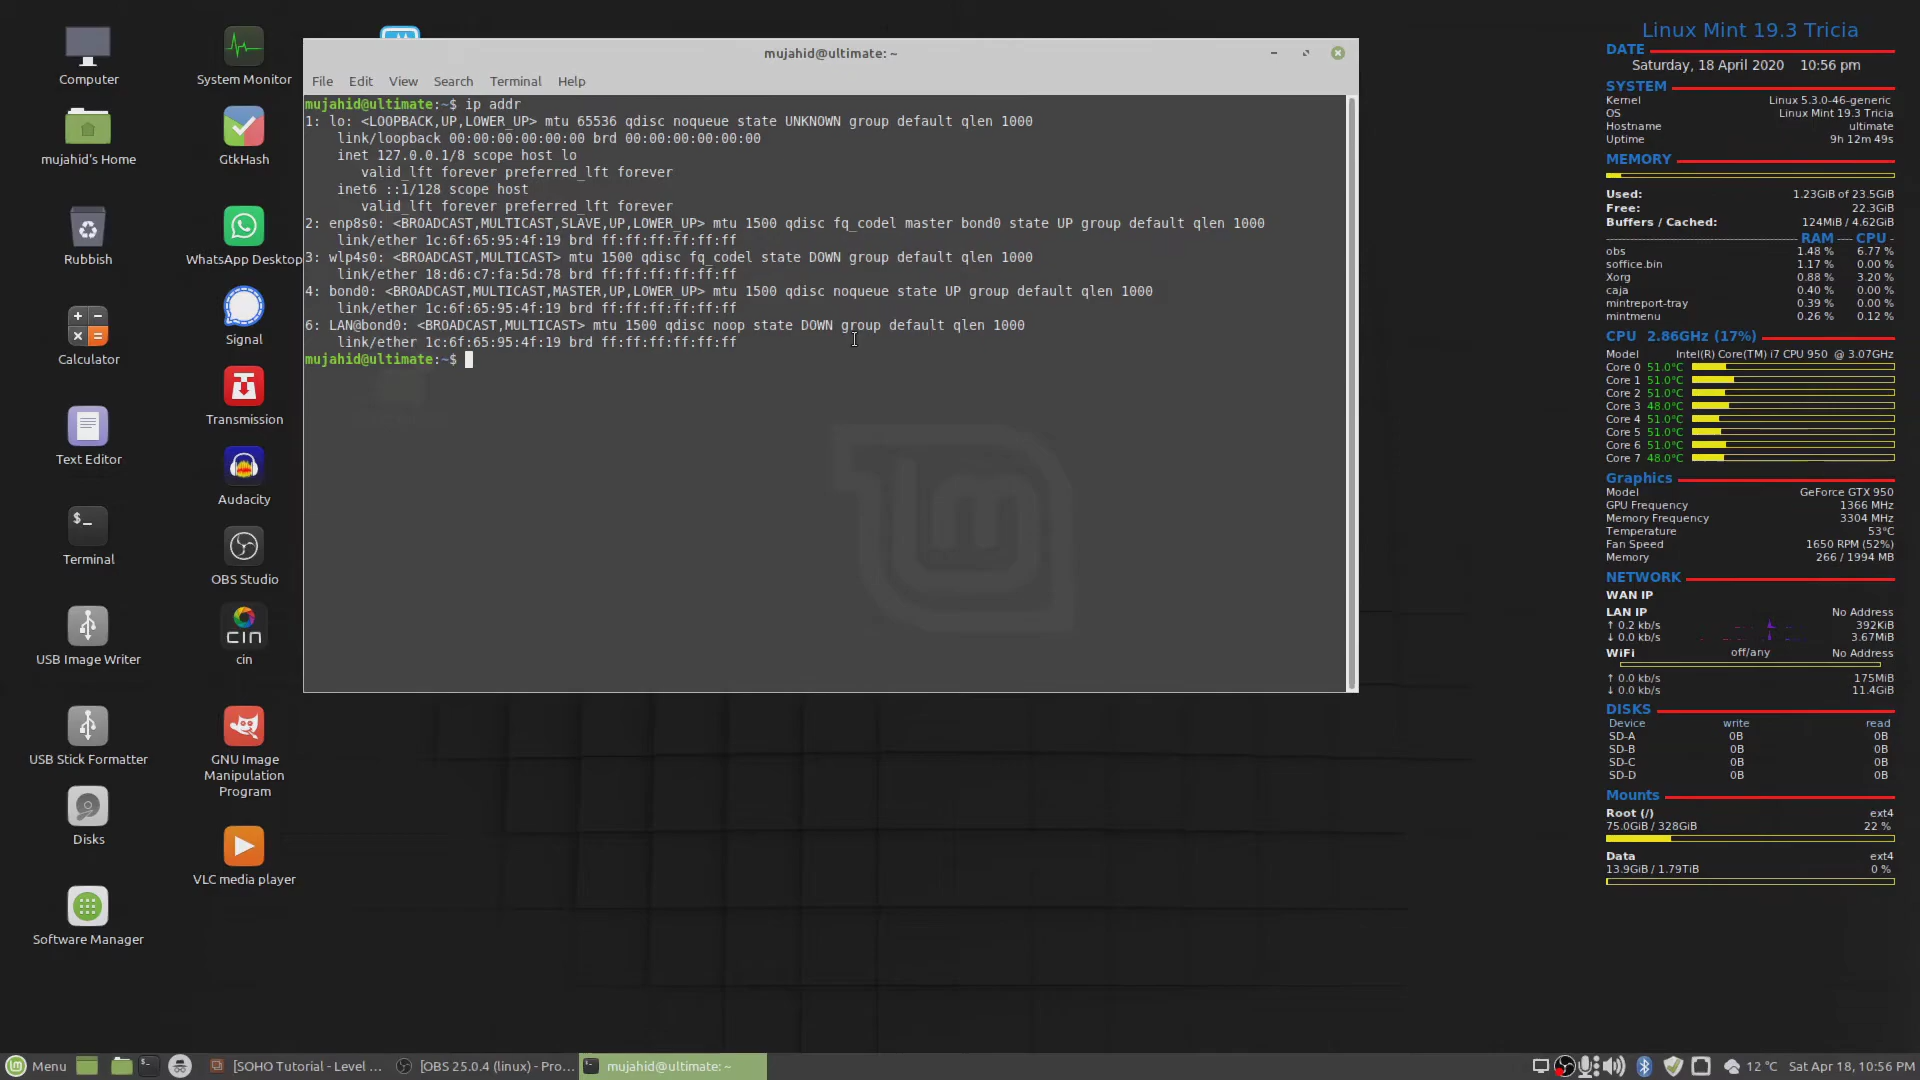 Computer
System Monitor
mujahid's Home
GtkHash
Rubbish
WhatsApp Desktop
Calculator
Signal
Transmission
Text Editor
Audacity
$ _
Terminal
OBS Studio
CIN
USB Image Writer
cin
USB Stick Formatter
GNU Image
Manipulation
Program
Disks
VLC media player
Software Manager
mujahid@ultimate: ~
File Edit View Search Terminal Help
mujahid@ultimate:~$ ip addr
1: lo: <LOOPBACK,UP,LOWER_UP> mtu 65536 qdisc noqueue state UNKNOWN group default qlen 1000
link/loopback 00:00:00:00:00:00 brd 00:00:00:00:00:00
inet 127.0.0.1/8 scope host lo
valid_lft forever preferred_lft forever
inet6 ::1/128 scope host
valid_lft forever preferred_lft forever
2: enp8s0: <BROADCAST,MULTICAST,SLAVE,UP,LOWER_UP> mtu 1500 qdisc fq_codel master bond0 state UP group default qlen 1000
link/ether 1c:6f:65:95:4f:19 brd ff:ff:ff:ff:ff:ff
3: wlp4s0: <BROADCAST,MULTICAST> mtu 1500 qdisc fq_codel state DOWN group default qlen 1000
link/ether 18:d6:c7:fa:5d:78 brd ff:ff:ff:ff:ff:ff
4: bond0: <BROADCAST,MULTICAST,MASTER,UP,LOWER_UP> mtu 1500 qdisc noqueue state UP group default qlen 1000
link/ether 1c:6f:65:95:4f:19 brd ff:ff:ff:ff:ff:ff
6: LAN@bond0: <BROADCAST,MULTICAST> mtu 1500 qdisc noop state DOWN group default qlen 1000
link/ether 1c:6f:65:95:4f:19 brd ff:ff:ff:ff:ff:ff
mujahid@ultimate:~$
Linux Mint 19.3 Tricia
DATE
Saturday, 18 April 2020 10:56 pm
SYSTEM
Kernel Linux 5.3.0-46-generic
OS Linux Mint 19.3 Tricia
Hostname ultimate
Uptime 9h 12m 49s
MEMORY
Used: 1.23GiB of 23.5GiB
Free: 22.3GiB
Buffers / Cached: 124MiB / 4.62GiB
RAM CPU
obs 1.48 % 6.77 %
soffice.bin 1.17 % 0.00 %
Xorg 0.88 % 3.20 %
caja 0.40 % 0.00 %
mintreport-tray 0.39 % 0.00 %
mintmenu 0.26 % 0.12 %
CPU 2.86GHz (17%)
Model Intel(R) Core(TM) i7 CPU 950 @ 3.07GHz
Core 0 51.0°C
Core 1 51.0°C
Core 2 51.0°C
Core 3 48.0°C
Core 4 51.0°C
Core 5 51.0°C
Core 6 51.0°C
Core 7 48.0°C
Graphics
Model GeForce GTX 950
GPU Frequency 1366 MHz
Memory Frequency 3304 MHz
Temperature 53°C
Fan Speed 1650 RPM (52%)
Memory 266 / 1994 MB
NETWORK
WAN IP
LAN IP No Address
↑ 0.2 kb/s 392KiB
↓ 0.0 kb/s 3.67MiB
WiFi off/any No Address
↑ 0.0 kb/s 175MiB
↓ 0.0 kb/s 11.4GiB
DISKS
Device write read
SD-A 0B 0B
SD-B 0B 0B
SD-C 0B 0B
SD-D 0B 0B
Mounts
Root (/) ext4
75.0GiB / 328GiB 22 %
Data ext4
13.9GiB / 1.79TiB 0 %
Menu [SOHO Tutorial - Level ... [OBS 25.0.4 (linux) - Pro... mujahid@ultimate: ~ 12 °C Sat Apr 18, 10:56 PM